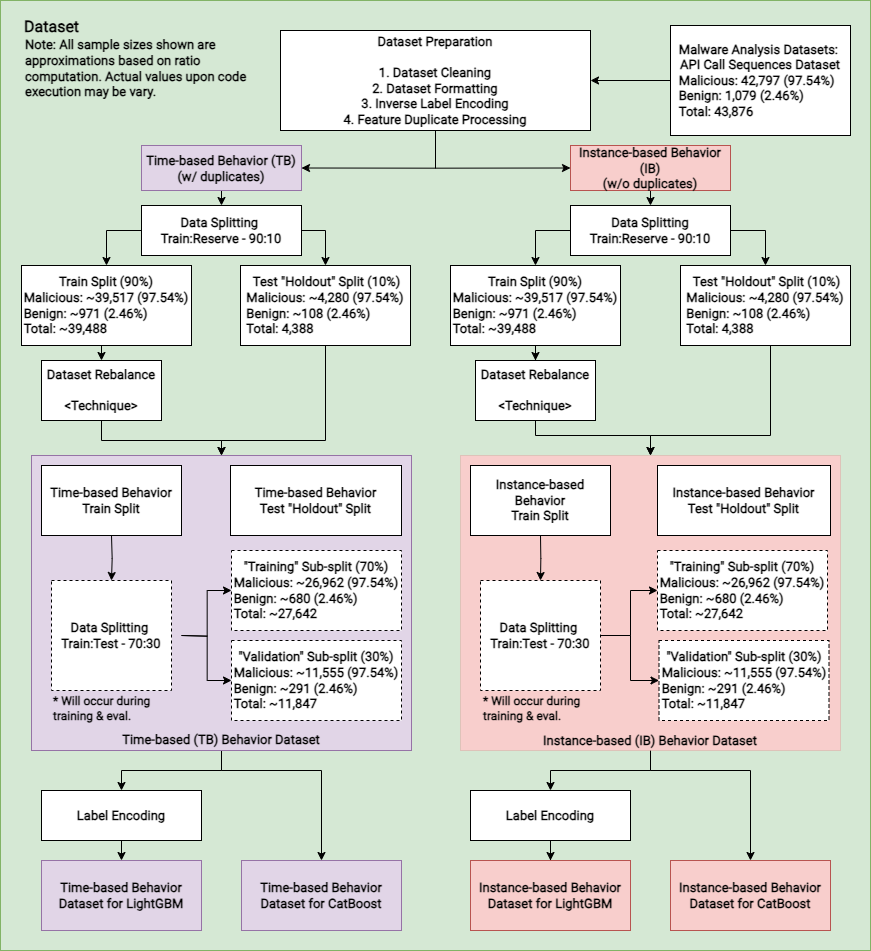 Dataset
Note: All sample sizes shown are
approximations based on ratio
computation. Actual values upon code
execution may be vary.
Dataset Preparation
1. Dataset Cleaning
2. Dataset Formatting
3. Inverse Label Encoding
4. Feature Duplicate Processing
Malware Analysis Datasets:
API Call Sequences Dataset
Malicious: 42,797 (97.54%)
Benign: 1,079 (2.46%)
Total: 43,876
Time-based Behavior (TB)
(w/ duplicates)
Instance-based Behavior
(IB)
(w/o duplicates)
Data Splitting
Train:Reserve - 90:10
Data Splitting
Train:Reserve - 90:10
Train Split (90%)
Malicious: ~39,517 (97.54%)
Benign: ~971 (2.46%)
Total: ~39,488
Test "Holdout" Split (10%)
Malicious: ~4,280 (97.54%)
Benign: ~108 (2.46%)
Total: 4,388
Train Split (90%)
Malicious: ~39,517 (97.54%)
Benign: ~971 (2.46%)
Total: ~39,488
Test "Holdout" Split (10%)
Malicious: ~4,280 (97.54%)
Benign: ~108 (2.46%)
Total: 4,388
Dataset Rebalance
<Technique>
Dataset Rebalance
<Technique>
Time-based Behavior
Train Split
Time-based Behavior
Test "Holdout" Split
Data Splitting
Train:Test - 70:30
"Training" Sub-split (70%)
Malicious: ~26,962 (97.54%)
Benign: ~680 (2.46%)
Total: ~27,642
"Validation" Sub-split (30%)
Malicious: ~11,555 (97.54%)
Benign: ~291 (2.46%)
Total: ~11,847
* Will occur during
training & eval.
Time-based (TB) Behavior Dataset
Instance-based
Behavior
Train Split
Instance-based Behavior
Test "Holdout" Split
Data Splitting
Train:Test - 70:30
"Training" Sub-split (70%)
Malicious: ~26,962 (97.54%)
Benign: ~680 (2.46%)
Total: ~27,642
"Validation" Sub-split (30%)
Malicious: ~11,555 (97.54%)
Benign: ~291 (2.46%)
Total: ~11,847
* Will occur during
training & eval.
Instance-based (IB) Behavior Dataset
Label Encoding
Label Encoding
Time-based Behavior
Dataset for LightGBM
Time-based Behavior
Dataset for CatBoost
Instance-based Behavior
Dataset for LightGBM
Instance-based Behavior
Dataset for CatBoost